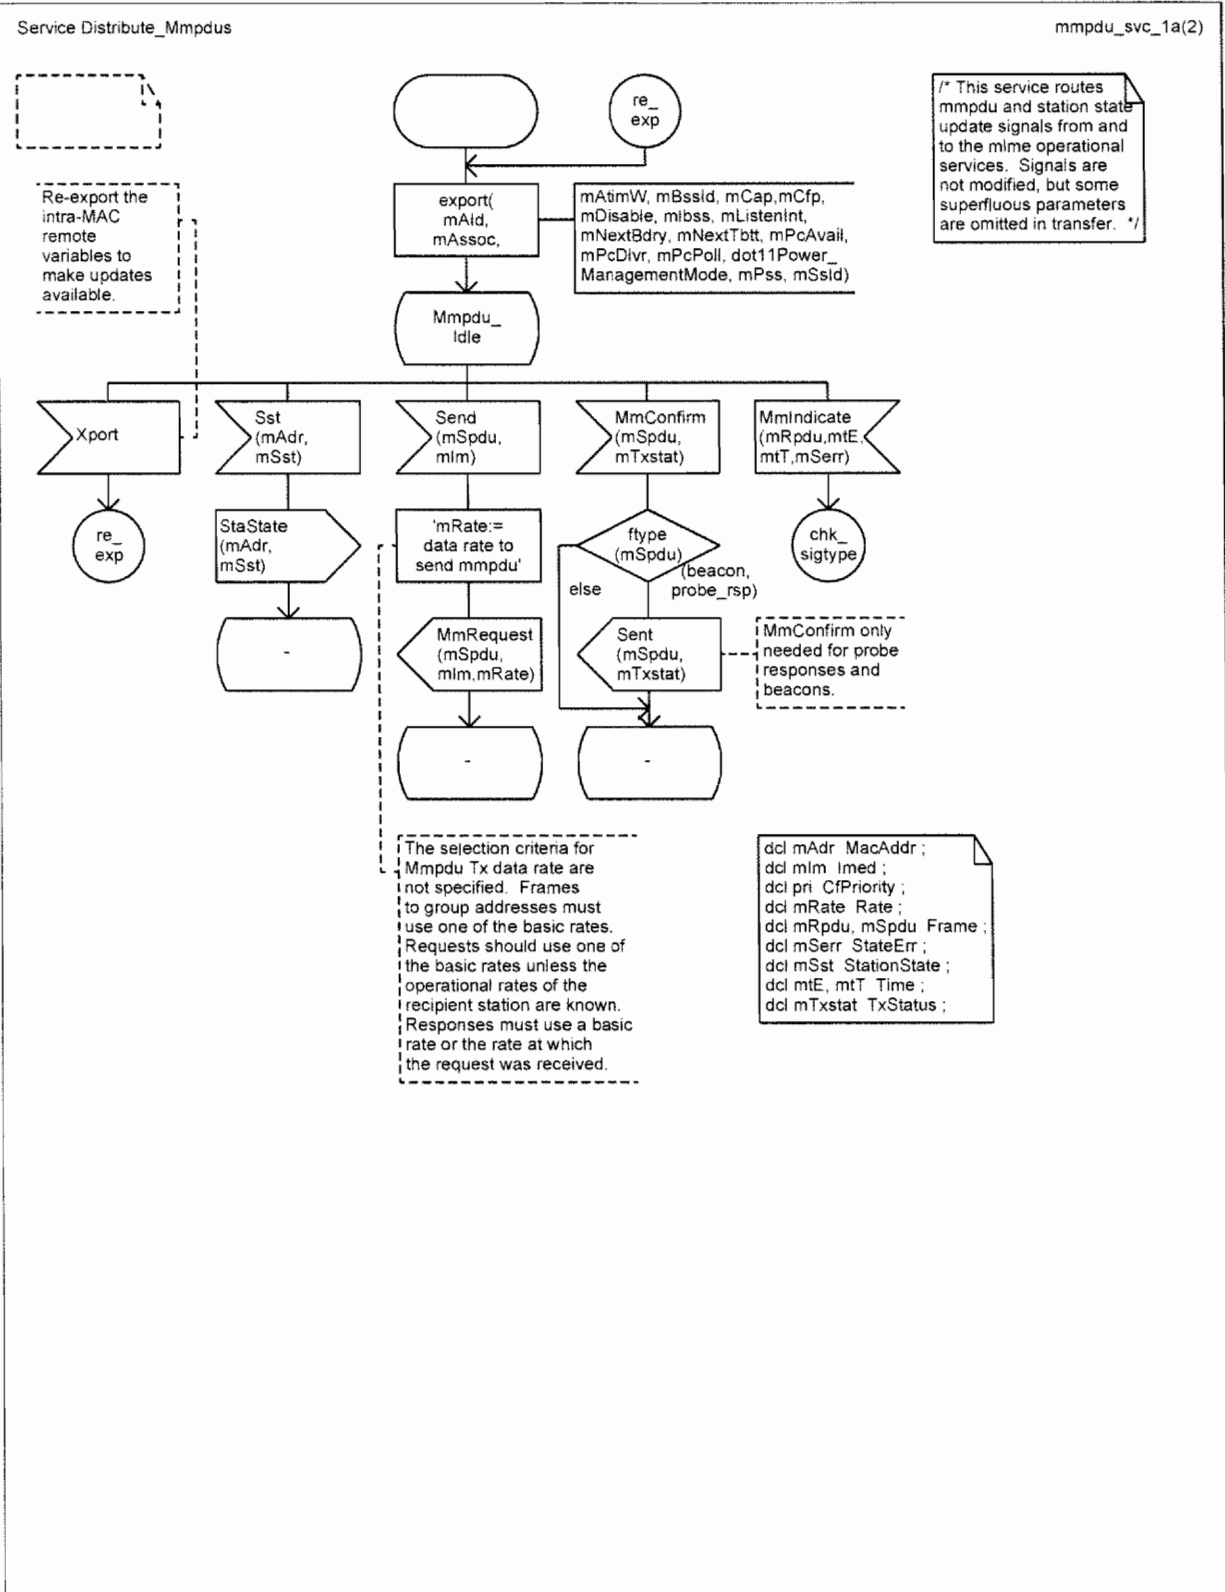 Service Distribute_Mmpdus
mmpdu_svc_1a(2)
re_
exp
/* This service routes
mmpdu and station state
update signals from and
to the mlme operational
services. Signals are
not modified, but some
superfluous parameters
are omitted in transfer. */
Re-export the
intra-MAC
remote
variables to
make updates
available.
export(
mAId,
mAssoc,
mAtimW, mBssId, mCap,mCfp,
mDisable, mIbss, mListenInt,
mNextBdry, mNextTbtt, mPcAvail,
mPcDlvr, mPcPoll, dot11Power_
ManagementMode, mPss, mSsId)
Mmpdu_
Idle
Xport
Sst
(mAdr,
mSst)
Send
(mSpdu,
mIm)
MmConfirm
(mSpdu,
mTxstat)
MmIndicate
(mRpdu,mtE,
mtT,mSerr)
re_
exp
StaState
(mAdr,
mSst)
'mRate:=
data rate to
send mmpdu'
ftype
(mSpdu)
chk_
sigtype
else
(beacon,
probe_rsp)
-
MmRequest
(mSpdu,
mIm,mRate)
Sent
(mSpdu,
mTxstat)
MmConfirm only
needed for probe
responses and
beacons.
-
-
The selection criteria for
Mmpdu Tx data rate are
not specified. Frames
to group addresses must
use one of the basic rates.
Requests should use one of
the basic rates unless the
operational rates of the
recipient station are known.
Responses must use a basic
rate or the rate at which
the request was received.
dcl mAdr MacAddr ;
dcl mIm Imed ;
dcl pri CfPriority ;
dcl mRate Rate ;
dcl mRpdu, mSpdu Frame ;
dcl mSerr StateErr ;
dcl mSst StationState ;
dcl mtE, mtT Time ;
dcl mTxstat TxStatus ;